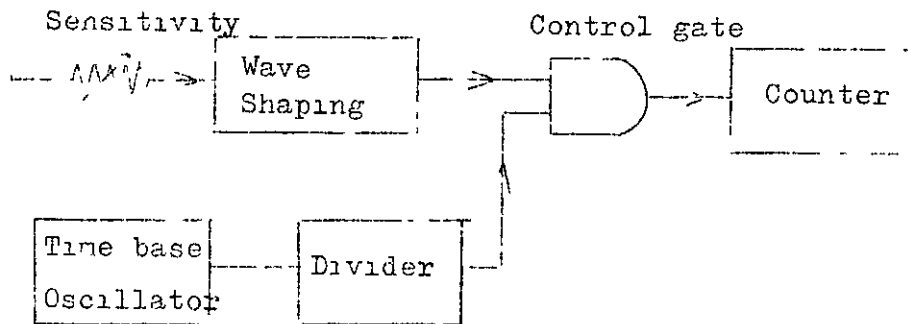 Sensitivity
Control gate
Wave
Shaping
Counter
Time base
Oscillator
Divider